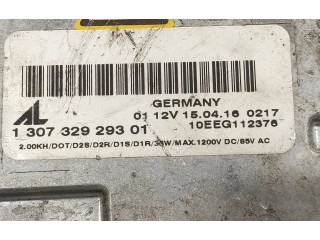 GERMANY
01 12V 15.04.16 0217
AL
1 307 329 293 01
10EEG112376
2.00KH/DOT/D2S/D2R/D1S/D1R/35W/MAX.1200V DC/85V AC